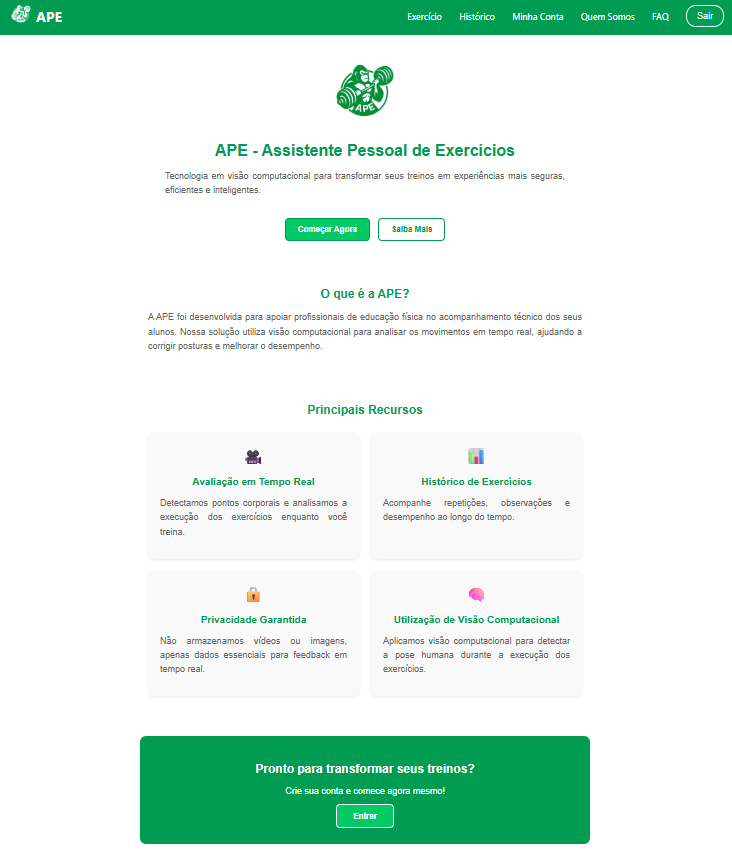 APE
Exercício
Histórico
Minha Conta
Quem Somos
FAQ
Sair
APE
APE - Assistente Pessoal de Exercícios
Tecnologia em visão computacional para transformar seus treinos em experiências mais seguras,
eficientes e inteligentes.
Começar Agora
Saiba Mais
O que é a APE?
A APE foi desenvolvida para apoiar profissionais de educação física no acompanhamento técnico dos seus
alunos. Nossa solução utiliza visão computacional para analisar os movimentos em tempo real, ajudando a
corrigir posturas e melhorar o desempenho.
Principais Recursos
Avaliação em Tempo Real
Detectamos pontos corporais e analisamos a
execução dos exercícios enquanto você
treina.
Histórico de Exercícios
Acompanhe repetições, observações e
desempenho ao longo do tempo.
Privacidade Garantida
Não armazenamos vídeos ou imagens,
apenas dados essenciais para feedback em
tempo real.
Utilização de Visão Computacional
Aplicamos visão computacional para detectar
a pose humana durante a execução dos
exercícios.
Pronto para transformar seus treinos?
Crie sua conta e comece agora mesmo!
Entrar